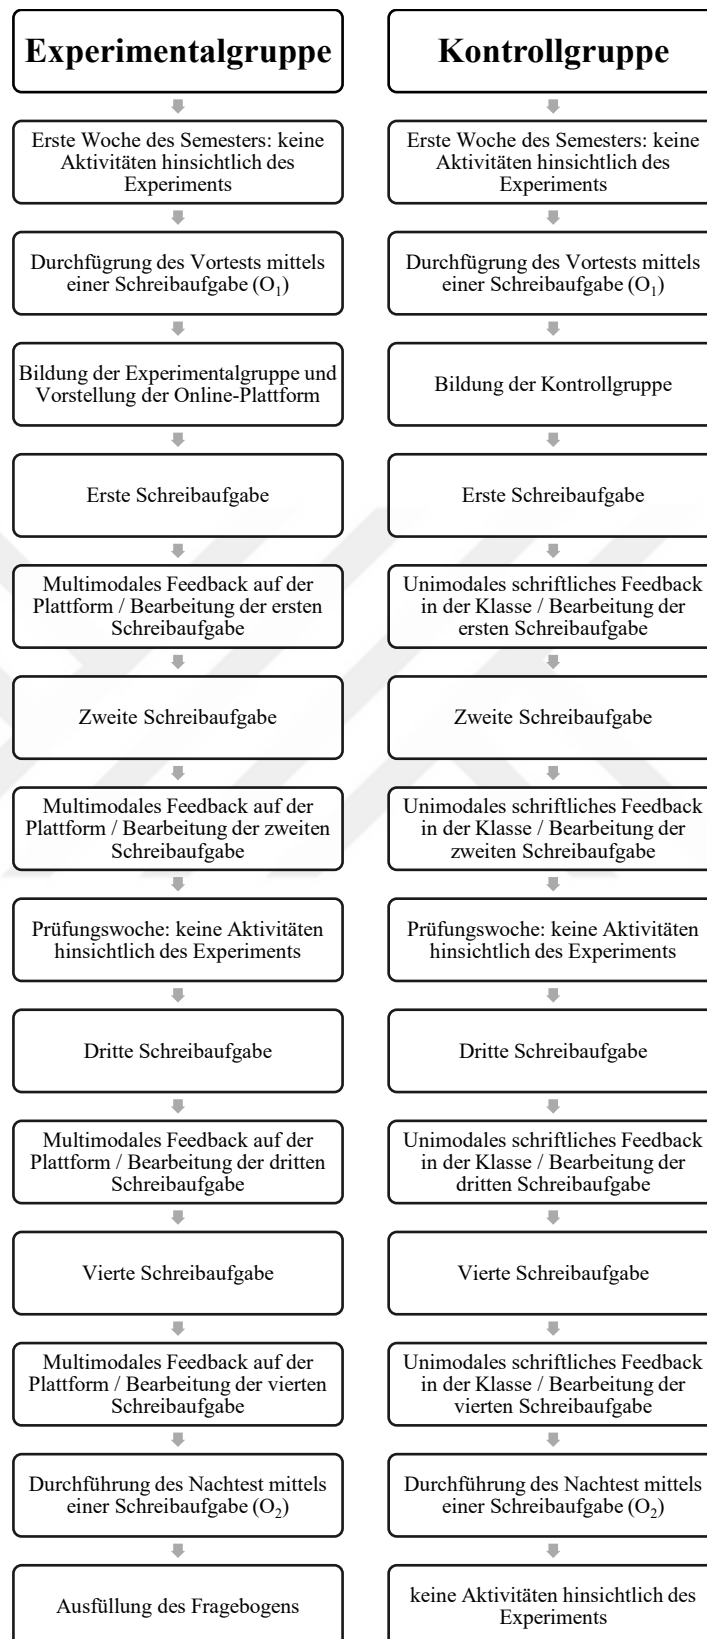 Experimentalgruppe
Erste Woche des Semesters: keine
Aktivitäten hinsichtlich des
Experiments
Durchfügrung des Vortests mittels
einer Schreibaufgabe (O₁)
Bildung der Experimentalgruppe und
Vorstellung der Online-Plattform
Erste Schreibaufgabe
Multimodales Feedback auf der
Plattform / Bearbeitung der ersten
Schreibaufgabe
Zweite Schreibaufgabe
Multimodales Feedback auf der
Plattform / Bearbeitung der zweiten
Schreibaufgabe
Prüfungswoche: keine Aktivitäten
hinsichtlich des Experiments
Dritte Schreibaufgabe
Multimodales Feedback auf der
Plattform / Bearbeitung der dritten
Schreibaufgabe
Vierte Schreibaufgabe
Multimodales Feedback auf der
Plattform / Bearbeitung der vierten
Schreibaufgabe
Durchführung des Nachtest mittels
einer Schreibaufgabe (O₂)
Ausfüllung des Fragebogens
Kontrollgruppe
Erste Woche des Semesters: keine
Aktivitäten hinsichtlich des
Experiments
Durchfügrung des Vortests mittels
einer Schreibaufgabe (O₁)
Bildung der Kontrollgruppe
Erste Schreibaufgabe
Unimodales schriftliches Feedback
in der Klasse / Bearbeitung der
ersten Schreibaufgabe
Zweite Schreibaufgabe
Unimodales schriftliches Feedback
in der Klasse / Bearbeitung der
zweiten Schreibaufgabe
Prüfungswoche: keine Aktivitäten
hinsichtlich des Experiments
Dritte Schreibaufgabe
Unimodales schriftliches Feedback
in der Klasse / Bearbeitung der
dritten Schreibaufgabe
Vierte Schreibaufgabe
Unimodales schriftliches Feedback
in der Klasse / Bearbeitung der
vierten Schreibaufgabe
Durchführung des Nachtest mittels
einer Schreibaufgabe (O₂)
keine Aktivitäten hinsichtlich des
Experiments